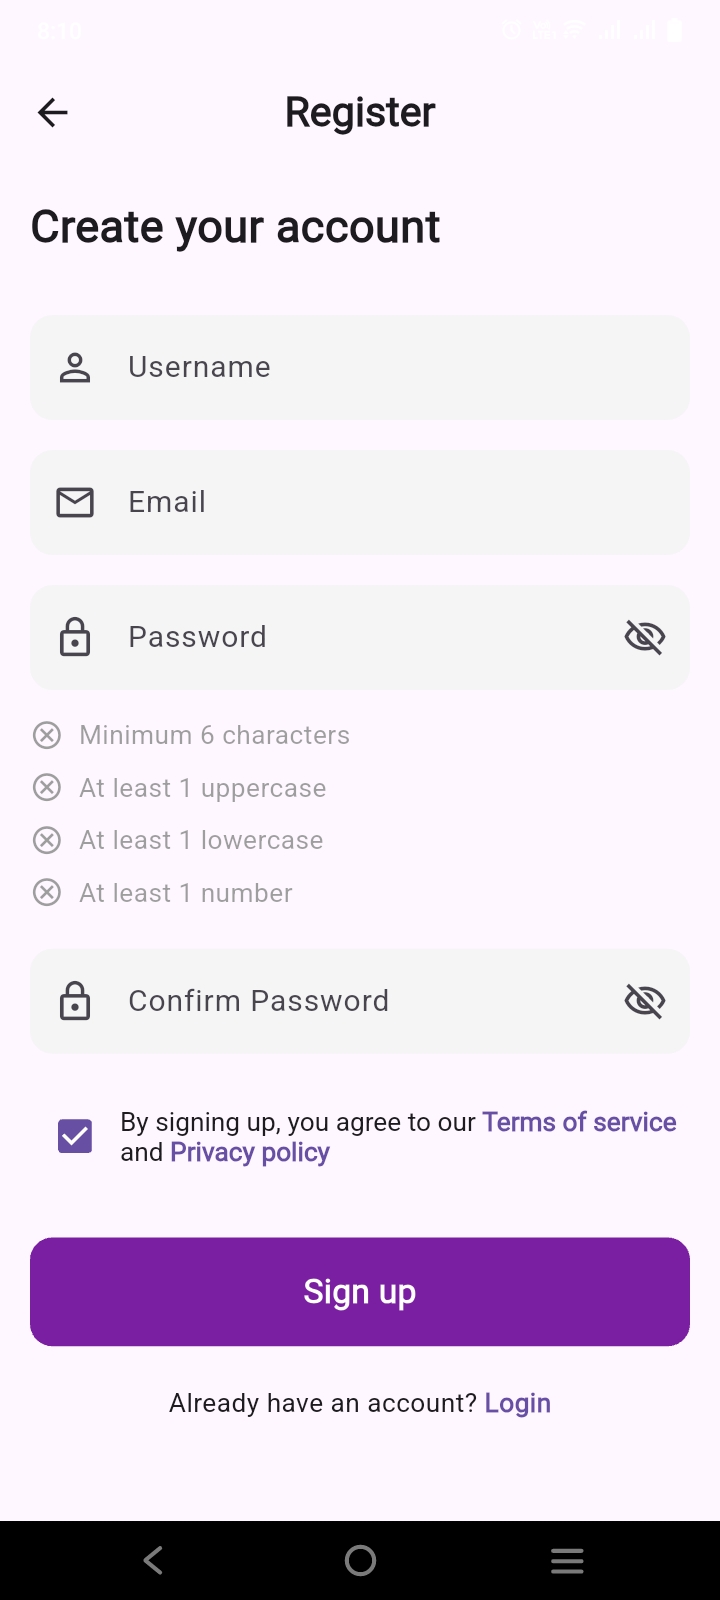 8:10
Register
Create your account
Username
Email
Password
Minimum 6 characters
At least 1 uppercase
At least 1 lowercase
At least 1 number
Confirm Password
By signing up, you agree to our Terms of service
and Privacy policy
Sign up
Already have an account? Login